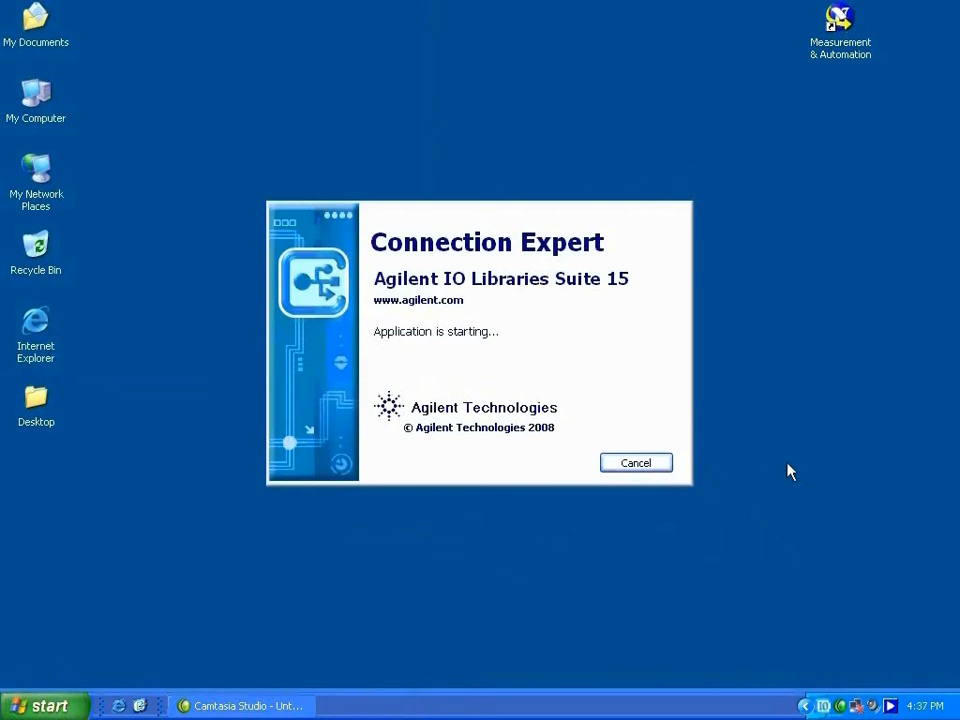 My Documents
My Computer
My Network
Places
Recycle Bin
Internet
Explorer
Desktop
Measurement
& Automation
Connection Expert
Agilent IO Libraries Suite 15
www.agilent.com
Application is starting...
Agilent Technologies
© Agilent Technologies 2008
Cancel
start
Camtasia Studio - Unt...
IO
4:37 PM